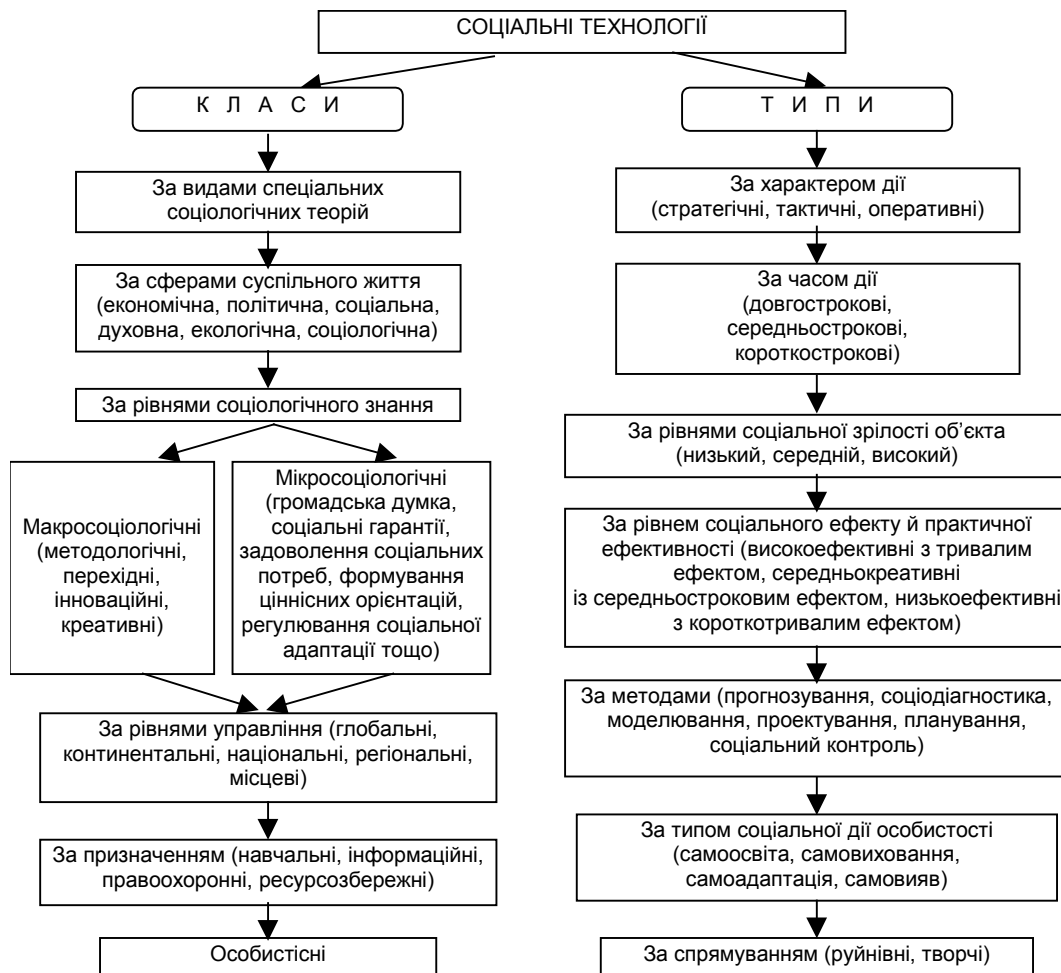 СОЦІАЛЬНІ ТЕХНОЛОГІЇ
К Л А С И
За видами спеціальних
соціологічних теорій
За сферами суспільного життя
(економічна, політична, соціальна,
духовна, екологічна, соціологічна)
За рівнями соціологічного знання
Макросоціологічні
(методологічні,
перехідні,
інноваційні,
креативні)
Мікросоціологічні
(громадська думка,
соціальні гарантії,
задоволення соціальних
потреб, формування
ціннісних орієнтацій,
регулювання соціальної
адаптації тощо)
За рівнями управління (глобальні,
континентальні, національні, регіональні,
місцеві)
За призначенням (навчальні, інформаційні,
правоохоронні, ресурсозбережні)
Особистісні
Т И П И
За характером дії
(стратегічні, тактичні, оперативні)
За часом дії
(довгострокові,
середньострокові,
короткострокові)
За рівнями соціальної зрілості об’єкта
(низький, середній, високий)
За рівнем соціального ефекту й практичної
ефективності (високоефективні з тривалим
ефектом, середньокреативні
із середньостроковим ефектом, низькоефективні
з короткотривалим ефектом)
За методами (прогнозування, соціодіагностика,
моделювання, проектування, планування,
соціальний контроль)
За типом соціальної дії особистості
(самоосвіта, самовиховання,
самоадаптація, самовияв)
За спрямуванням (руйнівні, творчі)